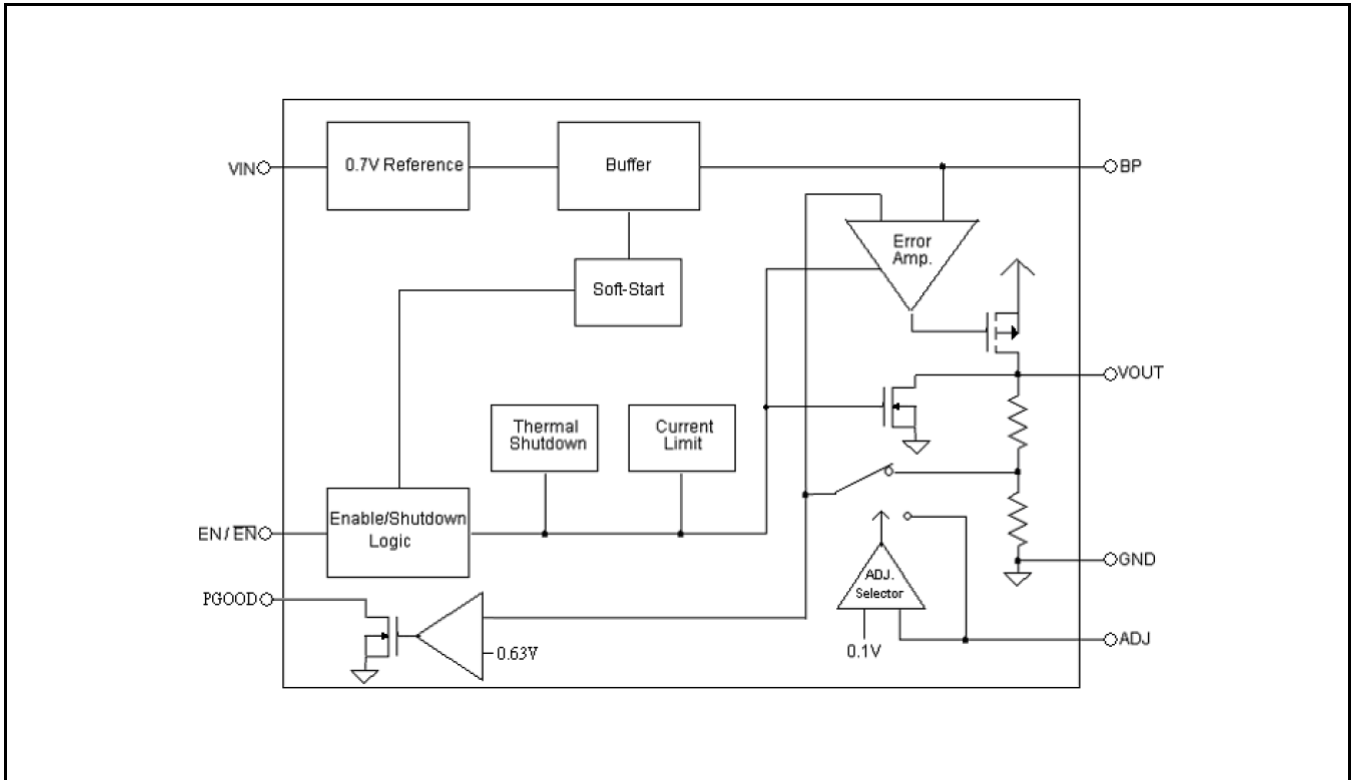 VIN
0.7V Reference
Buffer
BP
Error
Amp.
Soft-Start
VOUT
Thermal
Shutdown
Current
Limit
EN/E̅N̅
Enable/Shutdown
Logic
GND
ADJ.
Selector
PGOOD
0.63V
0.1V
ADJ